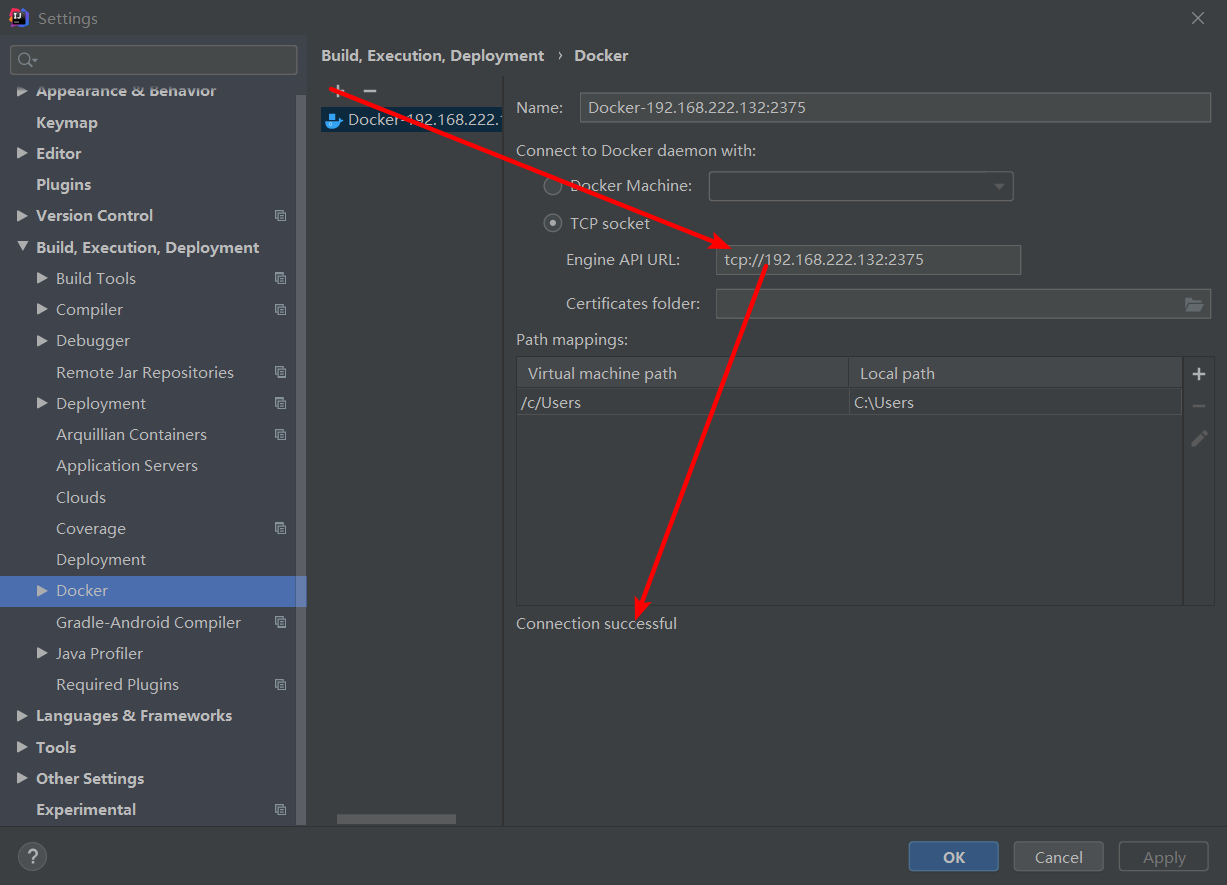 Settings
Appearance & Behavior
Keymap
Editor
Plugins
Version Control
Build, Execution, Deployment
Build Tools
Compiler
Debugger
Remote Jar Repositories
Deployment
Arquillian Containers
Application Servers
Clouds
Coverage
Deployment
Docker
Gradle-Android Compiler
Java Profiler
Required Plugins
Languages & Frameworks
Tools
Other Settings
Experimental
Build, Execution, Deployment › Docker
Docker-192.168.222.1
Name: Docker-192.168.222.132:2375
Connect to Docker daemon with:
Docker Machine:
TCP socket
Engine API URL: tcp://192.168.222.132:2375
Certificates folder:
Path mappings:
Virtual machine path Local path
/c/Users C:\Users
Connection successful
? OK Cancel Apply